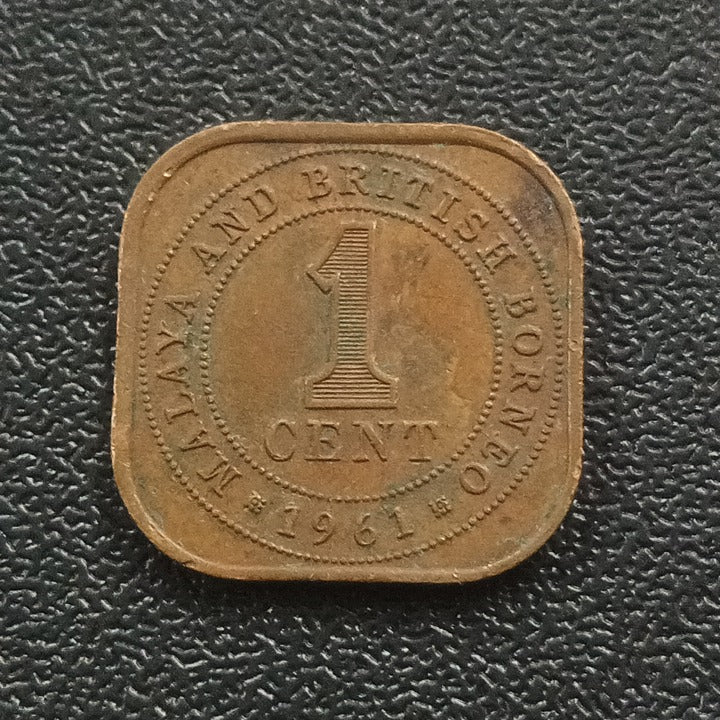 MALAYA AND BRITISH BORNEO
1
CENT
1961